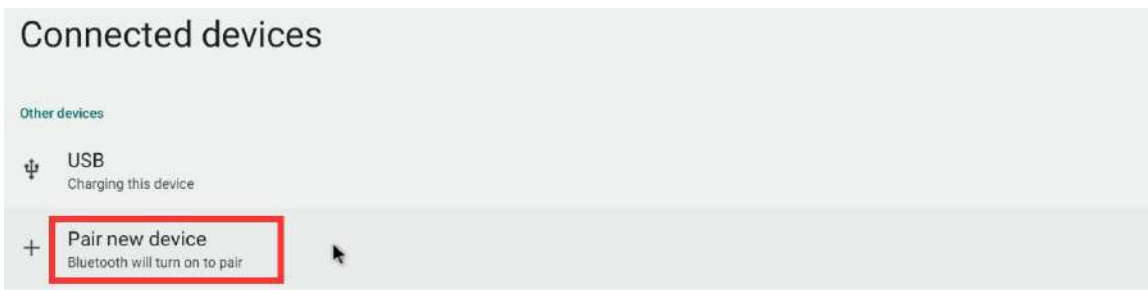 Connected devices
Other devices
USB
Charging this device
Pair new device
Bluetooth will turn on to pair